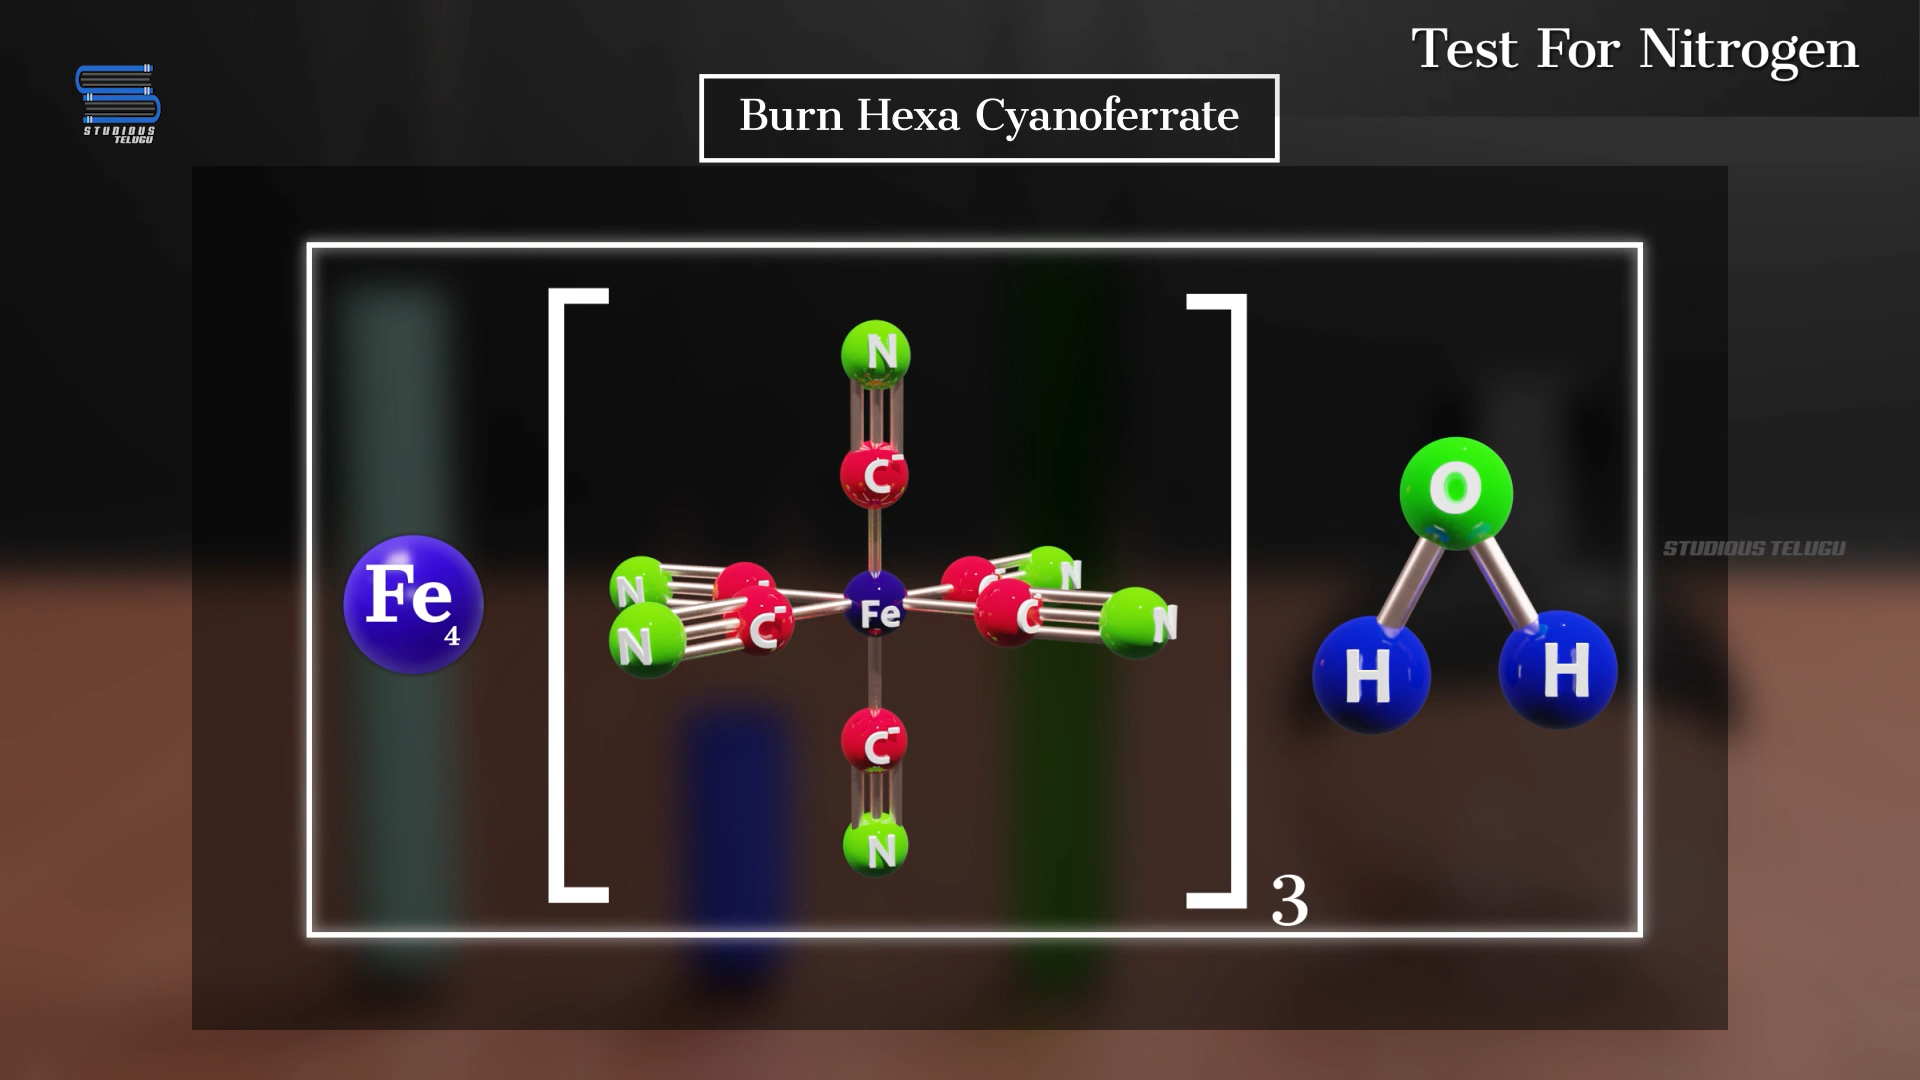 Test For Nitrogen
STUDIOUS
TELUGU
Burn Hexa Cyanoferrate
N
C-
N
C-
N
C-
Fe
C-
N
C-
N
C-
N
Fe
4
3
O
H
H
STUDIOUS TELUGU